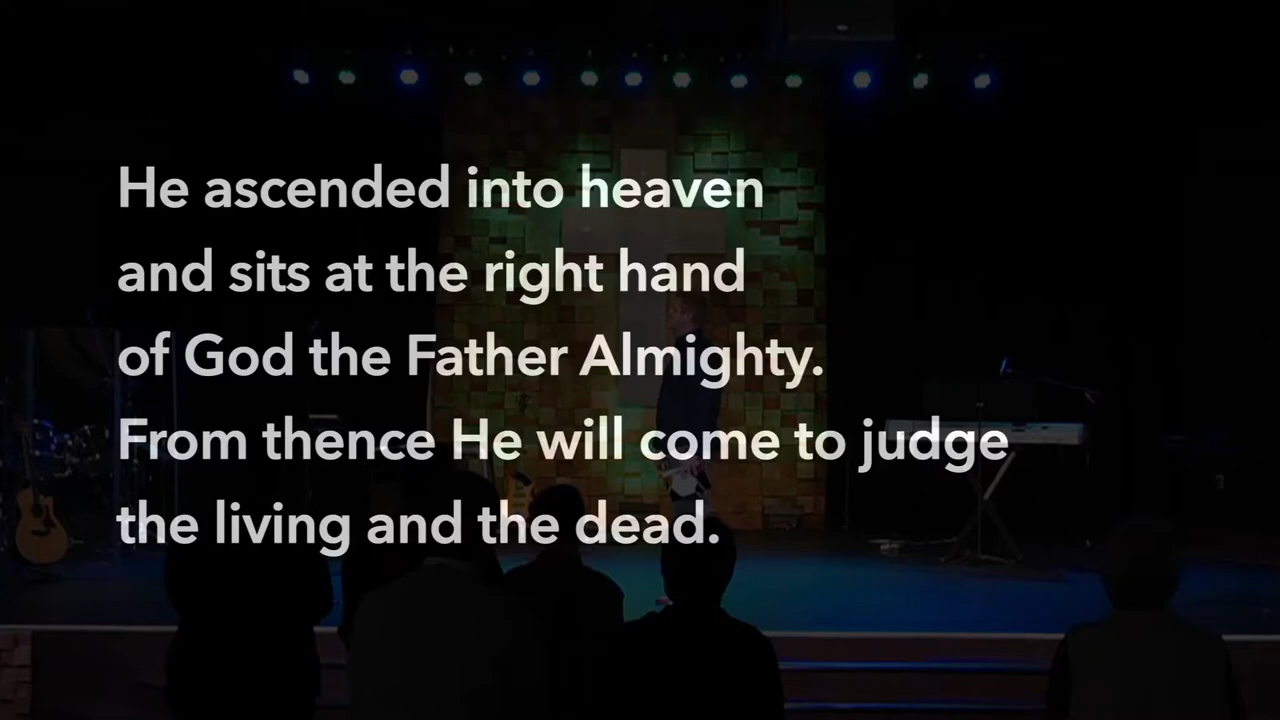 He ascended into heaven
and sits at the right hand
of God the Father Almighty.
From thence He will come to judge
the living and the dead.